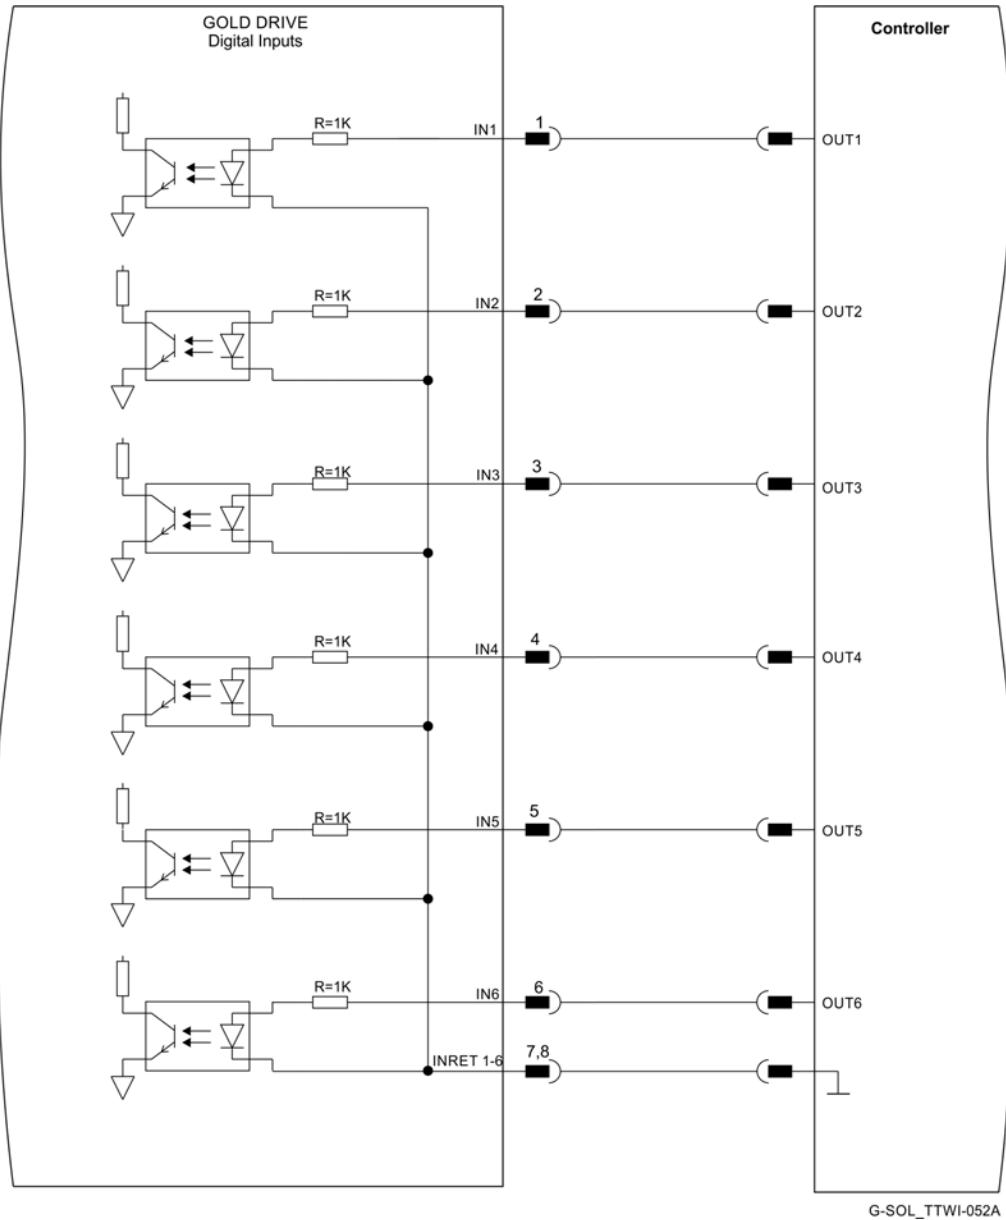 GOLD DRIVE
Digital Inputs
Controller
R=1K
IN1
1
OUT1
R=1K
IN2
2
OUT2
R=1K
IN3
3
OUT3
R=1K
IN4
4
OUT4
R=1K
IN5
5
OUT5
R=1K
IN6
6
OUT6
INRET 1-6
7,8
G-SOL_TTWI-052A